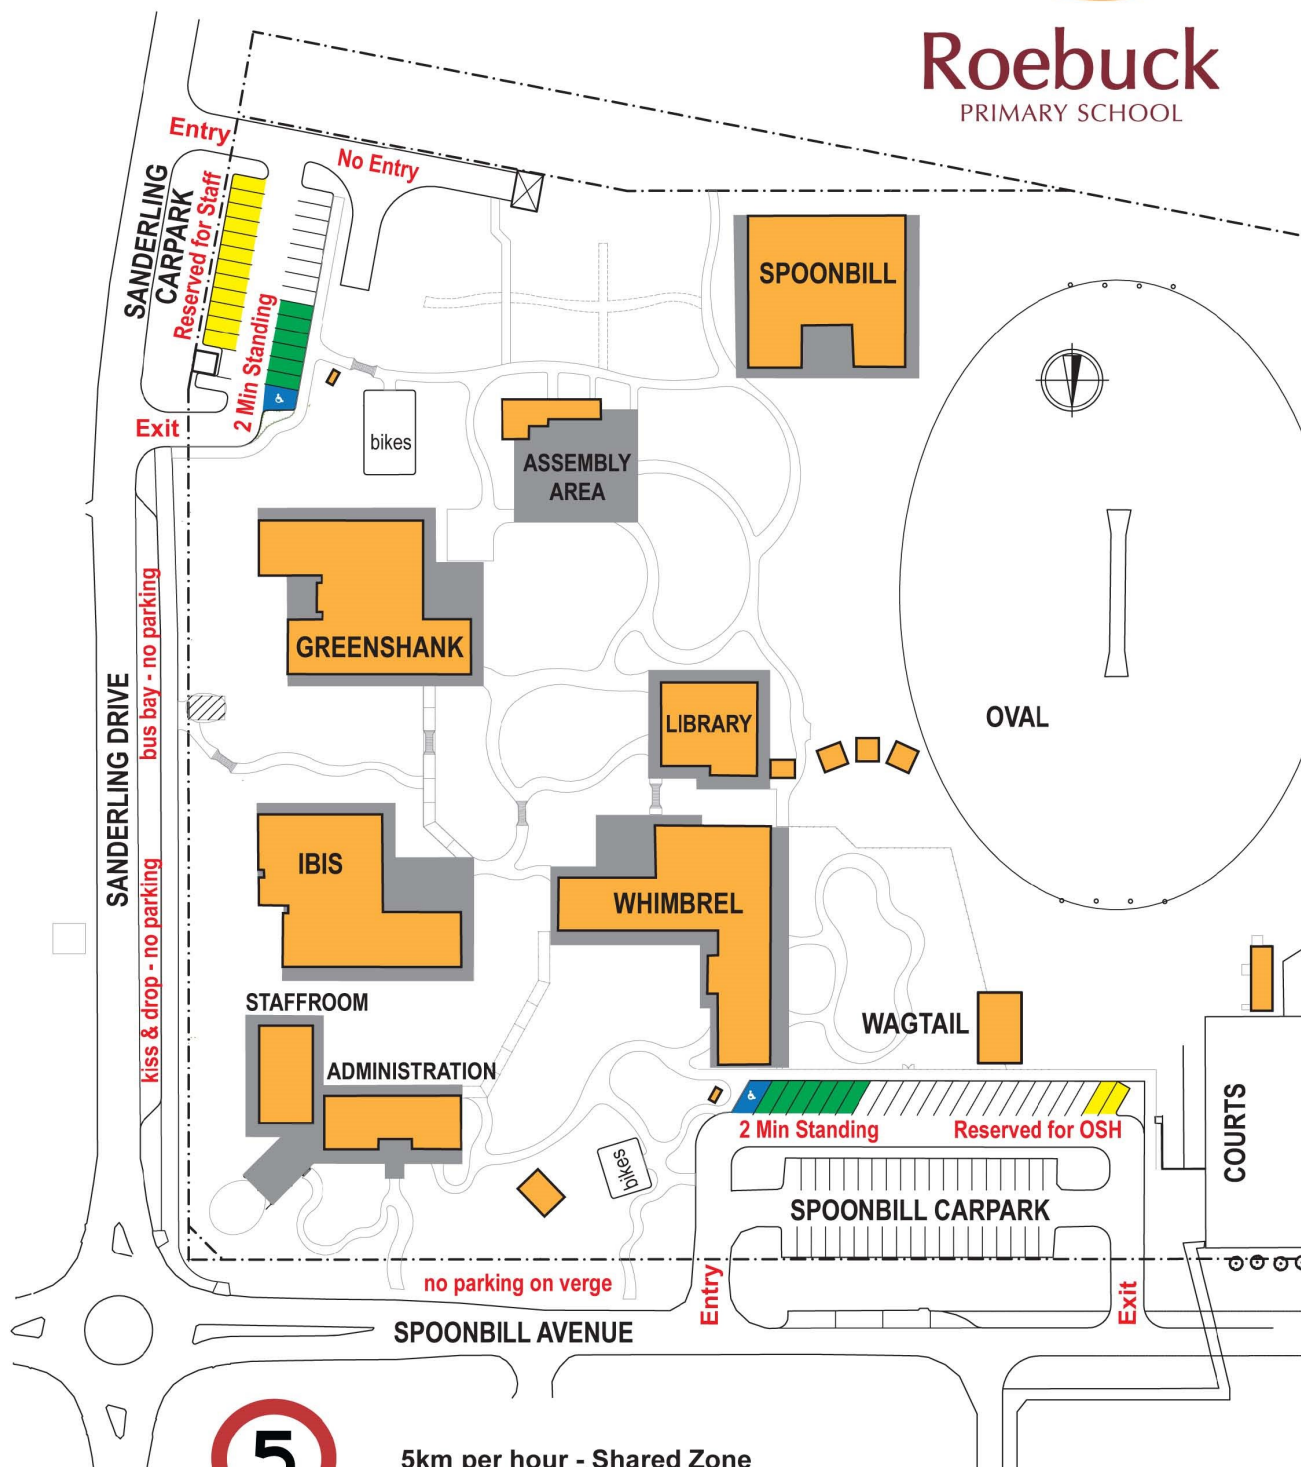 Roebuck
PRIMARY SCHOOL
Entry
No Entry
SANDERLING
CARPARK
Reserved for Staff
2 Min Standing
Exit
bikes
SPOONBILL
ASSEMBLY
AREA
GREENSHANK
bus bay - no parking
SANDERLING DRIVE
LIBRARY
OVAL
IBIS
WHIMBREL
kiss & drop - no parking
STAFFROOM
WAGTAIL
ADMINISTRATION
2 Min Standing
Reserved for OSH
COURTS
bikes
SPOONBILL CARPARK
no parking on verge
Entry
Exit
SPOONBILL AVENUE
5
5km per hour - Shared Zone